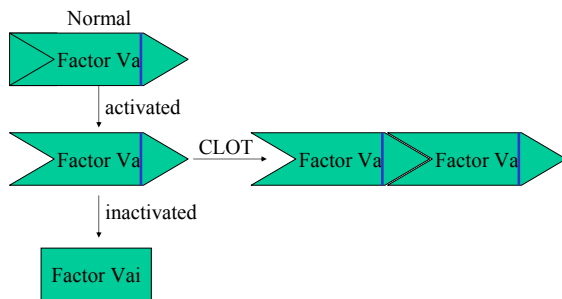 Normal
Factor Va
activated
Factor Va
CLOT
Factor Va
Factor Va
inactivated
Factor Vai